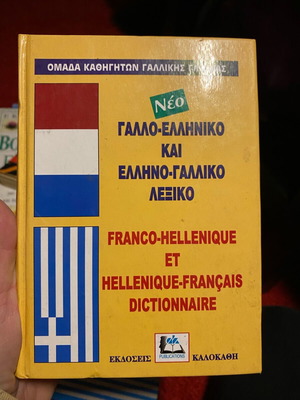 ΟΜΑΔΑ ΚΑΘΗΓΗΤΩΝ ΓΑΛΛΙΚΗΣ
Νέο
ΓΑΛΛΟ-ΕΛΛΗΝΙΚΟ
ΚΑΙ
ΕΛΛΗΝΟ-ΓΑΛΛΙΚΟ
ΛΕΞΙΚΟ
FRANCO-HELLENIQUE
ET
HELLENIQUE-FRANÇAIS
DICTIONNAIRE
PUBLICATIONS
ΕΚΔΟΣΕΙΣ ΚΑΛΟΚΑΘΗ